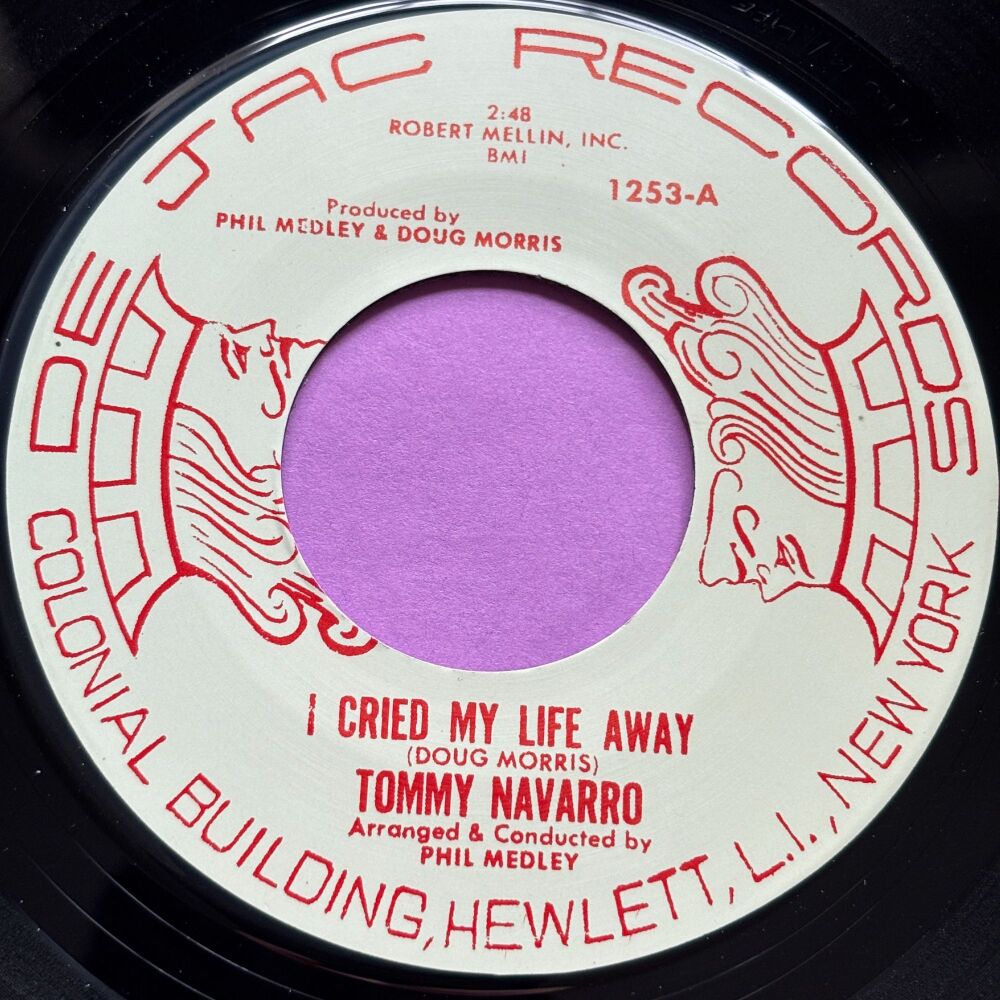 DE JAC RECORDS
2:48
ROBERT MELLIN, INC.
BMI
1253-A
Produced by
PHIL MEDLEY & DOUG MORRIS
I CRIED MY LIFE AWAY
(DOUG MORRIS)
TOMMY NAVARRO
Arranged & Conducted by
PHIL MEDLEY
COLONIAL BUILDING, HEWLETT, L.I., NEW YORK